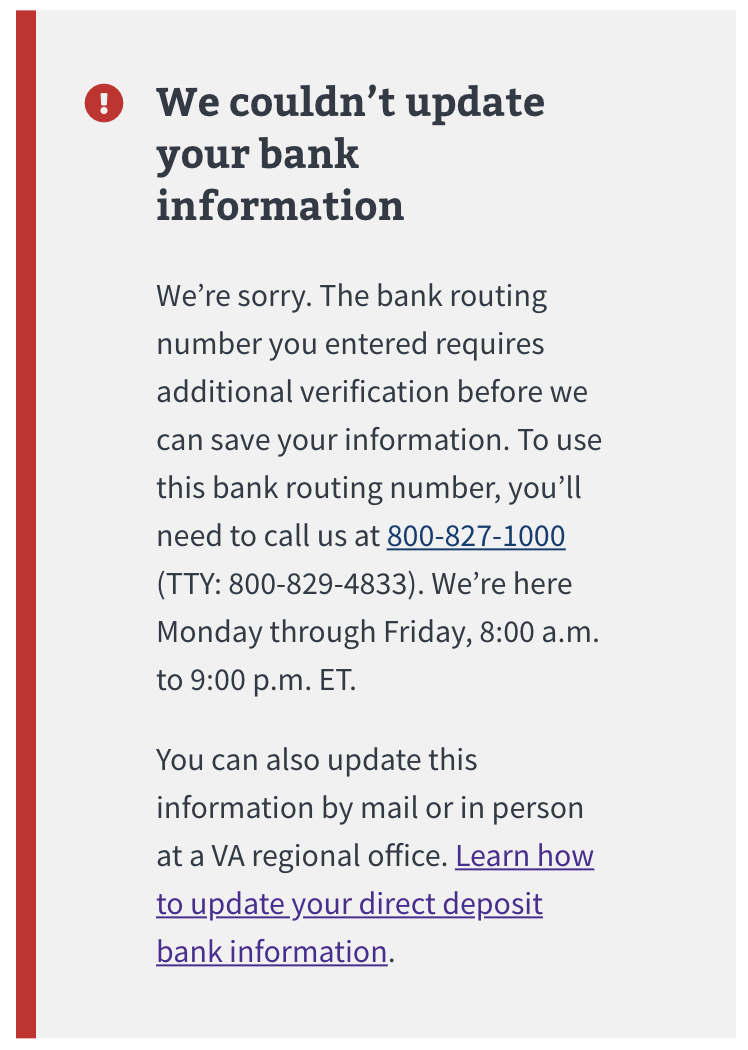 We couldn’t update
your bank
information
We’re sorry. The bank routing
number you entered requires
additional verification before we
can save your information. To use
this bank routing number, you’ll
need to call us at 800-827-1000
(TTY: 800-829-4833). We’re here
Monday through Friday, 8:00 a.m.
to 9:00 p.m. ET.
You can also update this
information by mail or in person
at a VA regional office. Learn how
to update your direct deposit
bank information.